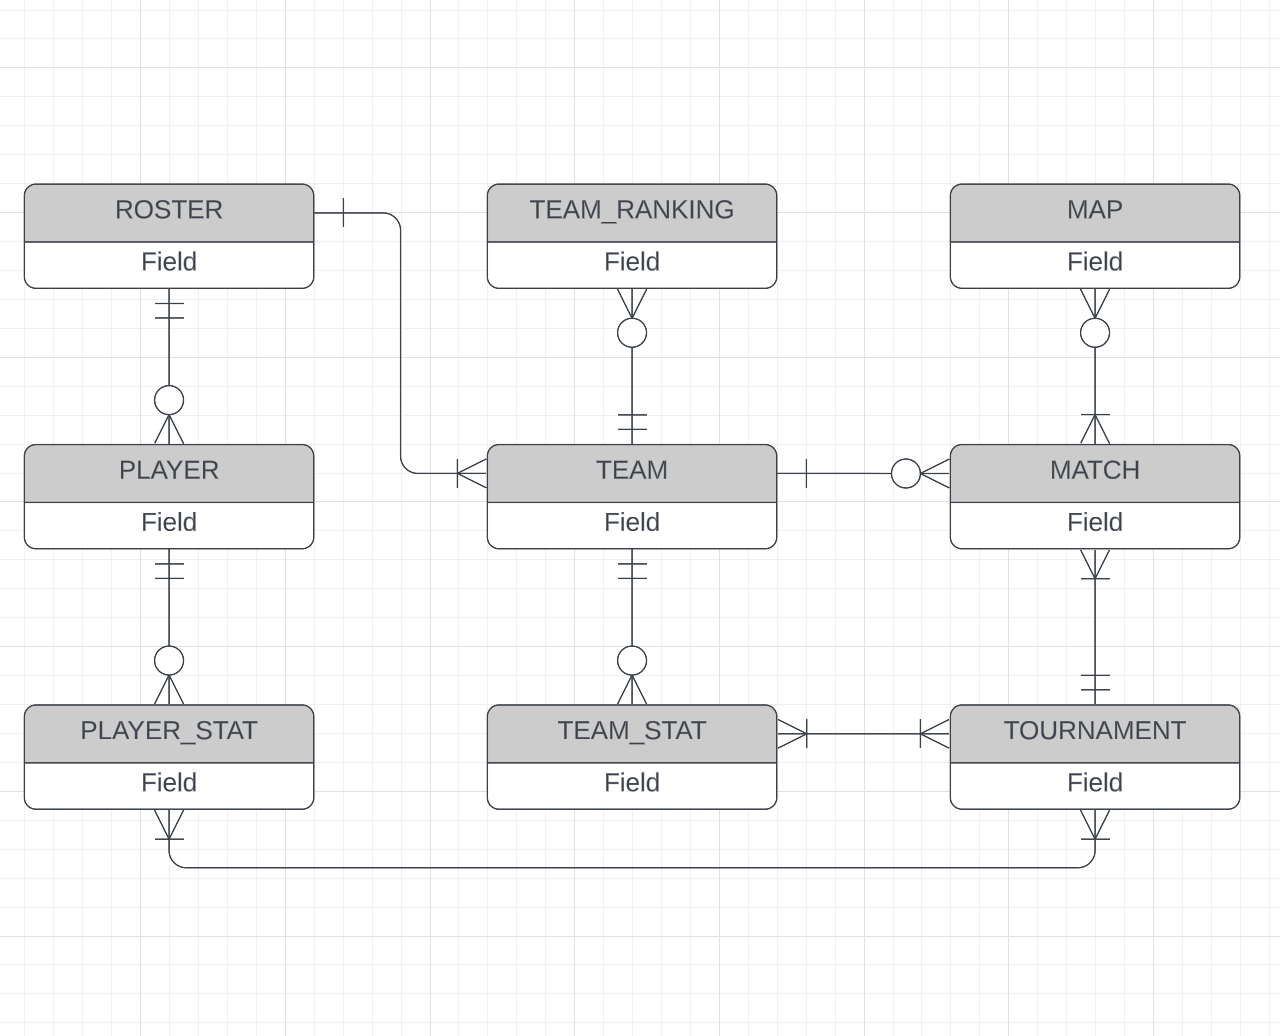 ROSTER
Field
TEAM_RANKING
Field
MAP
Field
PLAYER
Field
TEAM
Field
MATCH
Field
PLAYER_STAT
Field
TEAM_STAT
Field
TOURNAMENT
Field